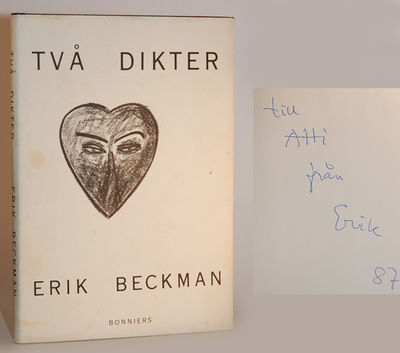 TVÅ DIKTER
ERIK BECKMAN
BONNIERS
TVÅ DIKTER ERIK BECKMAN
till
Atti
från
Erik
87